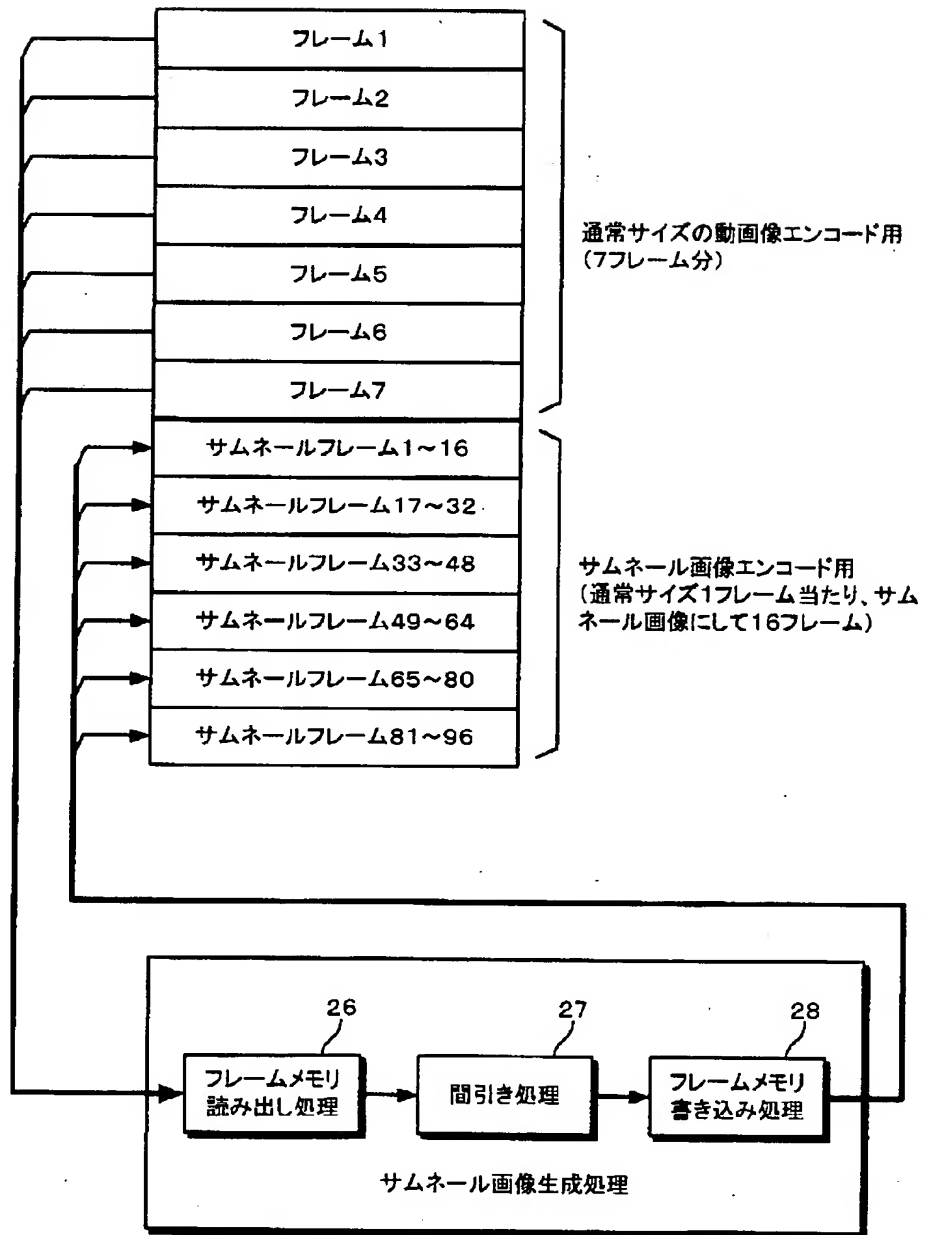 フレーム1
フレーム2
フレーム3
フレーム4
フレーム5
フレーム6
フレーム7
通常サイズの動画像エンコード用
(7フレーム分)
サムネールフレーム1~16
サムネールフレーム17~32
サムネールフレーム33~48
サムネールフレーム49~64
サムネールフレーム65~80
サムネールフレーム81~96
サムネール画像エンコード用
(通常サイズ1フレーム当たり、サム
ネール画像にして16フレーム)
26
27
28
フレームメモリ
読み出し処理
間引き処理
フレームメモリ
書き込み処理
サムネール画像生成処理